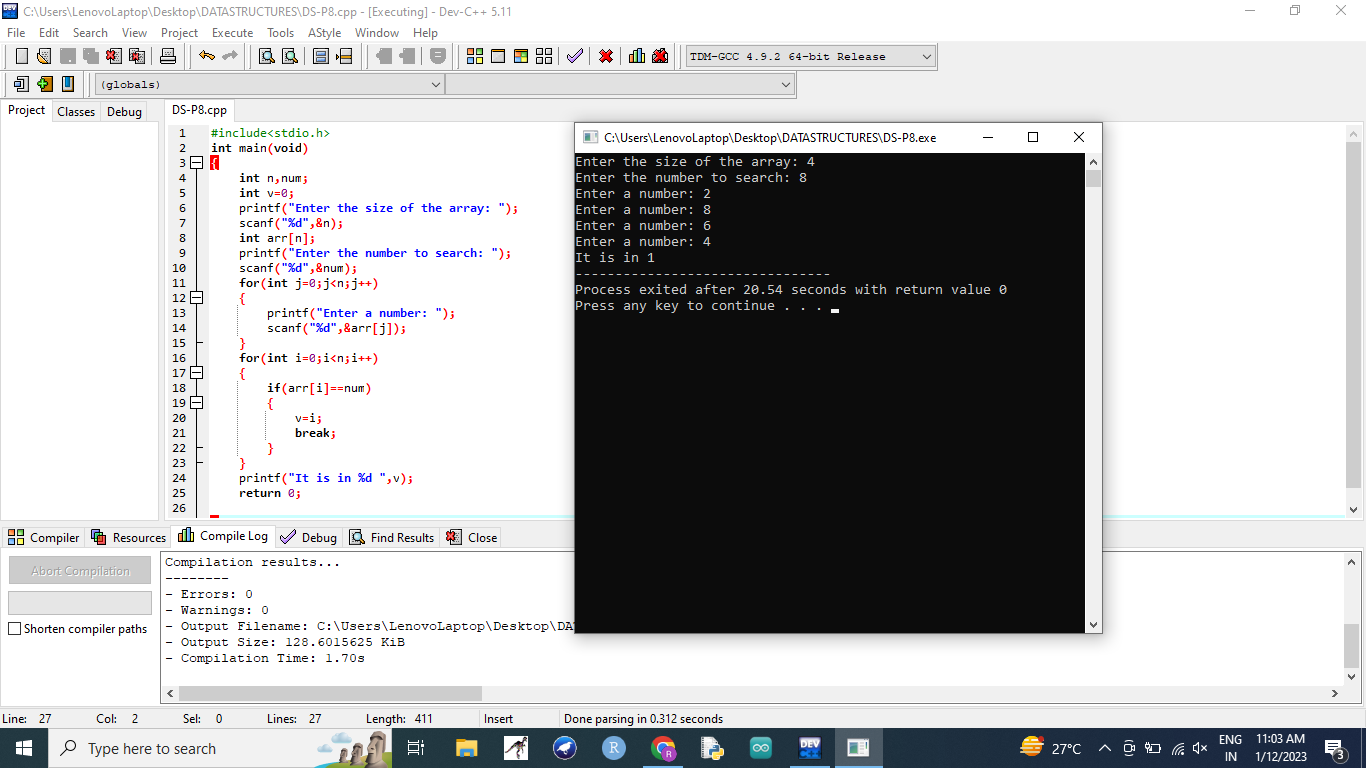 C:\Users\LenovoLaptop\Desktop\DATASTRUCTURES\DS-P8.cpp - [Executing] - Dev-C++ 5.11
File Edit Search View Project Execute Tools AStyle Window Help
TDM-GCC 4.9.2 64-bit Release
(globals)
Project Classes Debug
DS-P8.cpp
1 #include<stdio.h>
2 int main(void)
3 {
4 int n,num;
5 int v=0;
6 printf("Enter the size of the array: ");
7 scanf("%d",&n);
8 int arr[n];
9 printf("Enter the number to search: ");
10 scanf("%d",&num);
11 for(int j=0;j<n;j++)
12 {
13 printf("Enter a number: ");
14 scanf("%d",&arr[j]);
15 }
16 for(int i=0;i<n;i++)
17 {
18 if(arr[i]==num)
19 {
20 v=i;
21 break;
22 }
23 }
24 printf("It is in %d ",v);
25 return 0;
26
C:\Users\LenovoLaptop\Desktop\DATASTRUCTURES\DS-P8.exe
Enter the size of the array: 4
Enter the number to search: 8
Enter a number: 2
Enter a number: 8
Enter a number: 6
Enter a number: 4
It is in 1
--------------------------------
Process exited after 20.54 seconds with return value 0
Press any key to continue . . .
Compiler Resources Compile Log Debug Find Results Close
Abort Compilation
Shorten compiler paths
Compilation results...
--------
- Errors: 0
- Warnings: 0
- Output Filename: C:\Users\LenovoLaptop\Desktop\DA
- Output Size: 128.6015625 KiB
- Compilation Time: 1.70s
Line: 27 Col: 2 Sel: 0 Lines: 27 Length: 411 Insert Done parsing in 0.312 seconds
Type here to search
R
R
DEV
27°C
ENG
IN
11:03 AM
1/12/2023
3